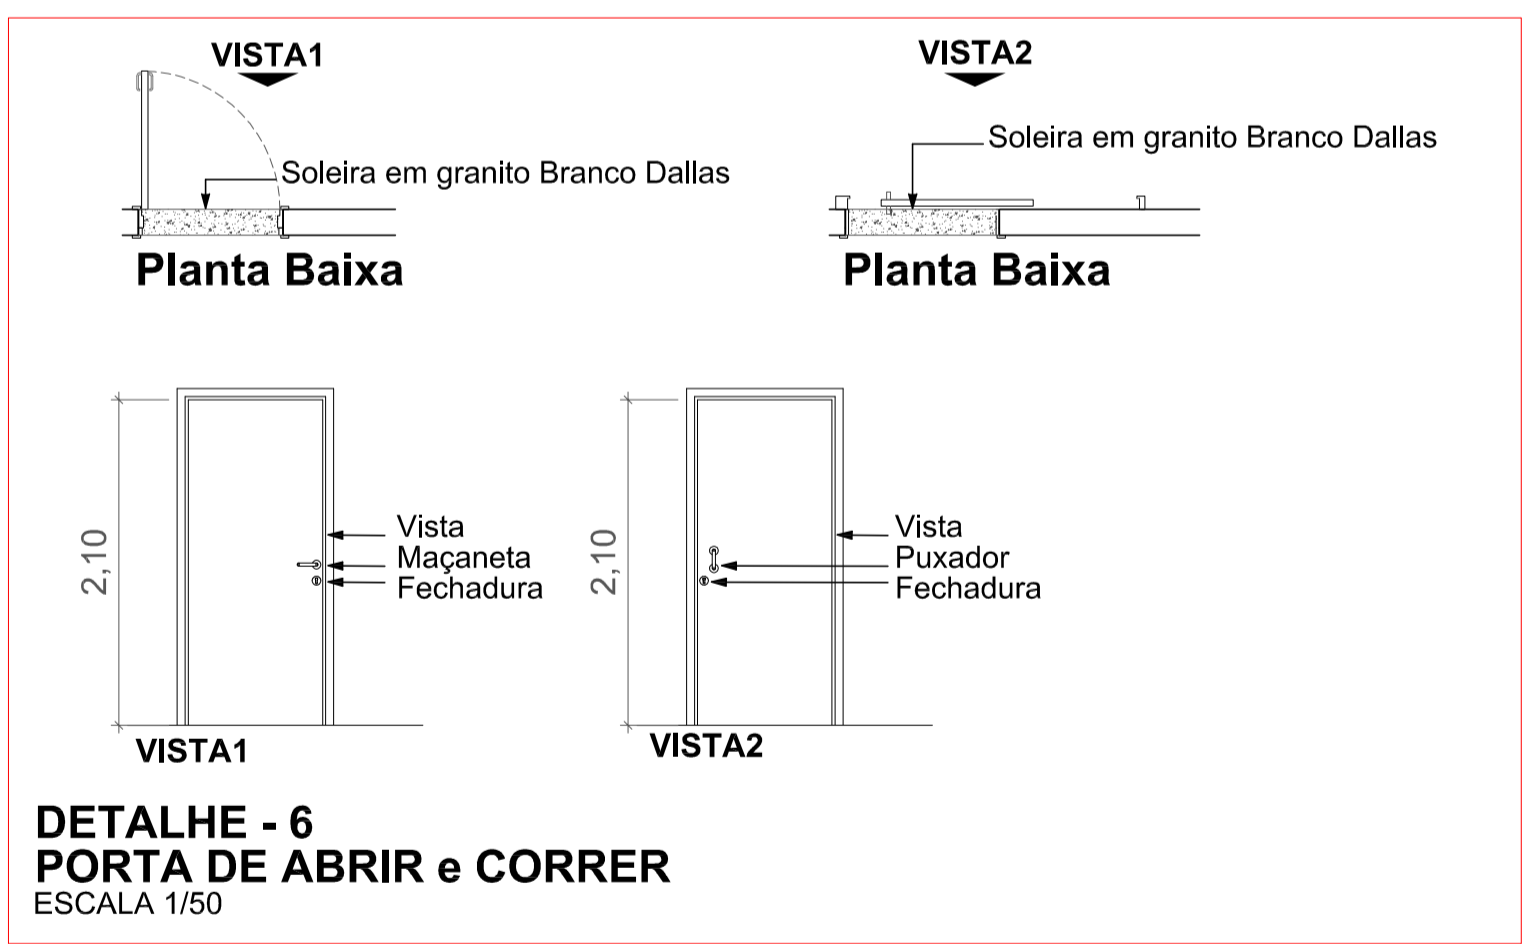 VISTA1
VISTA2
Soleira em granito Branco Dallas
Soleira em granito Branco Dallas
Planta Baixa
Planta Baixa
2,10
Vista
Maçaneta
Fechadura
2,10
Vista
Puxador
Fechadura
VISTA1
VISTA2
DETALHE - 6
PORTA DE ABRIR e CORRER
ESCALA 1/50